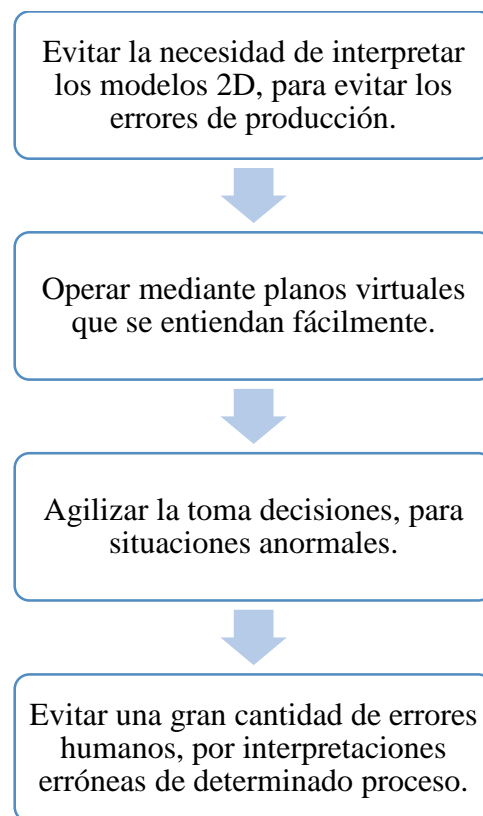 Evitar la necesidad de interpretar
los modelos 2D, para evitar los
errores de producción.
Operar mediante planos virtuales
que se entiendan fácilmente.
Agilizar la toma decisiones, para
situaciones anormales.
Evitar una gran cantidad de errores
humanos, por interpretaciones
erróneas de determinado proceso.